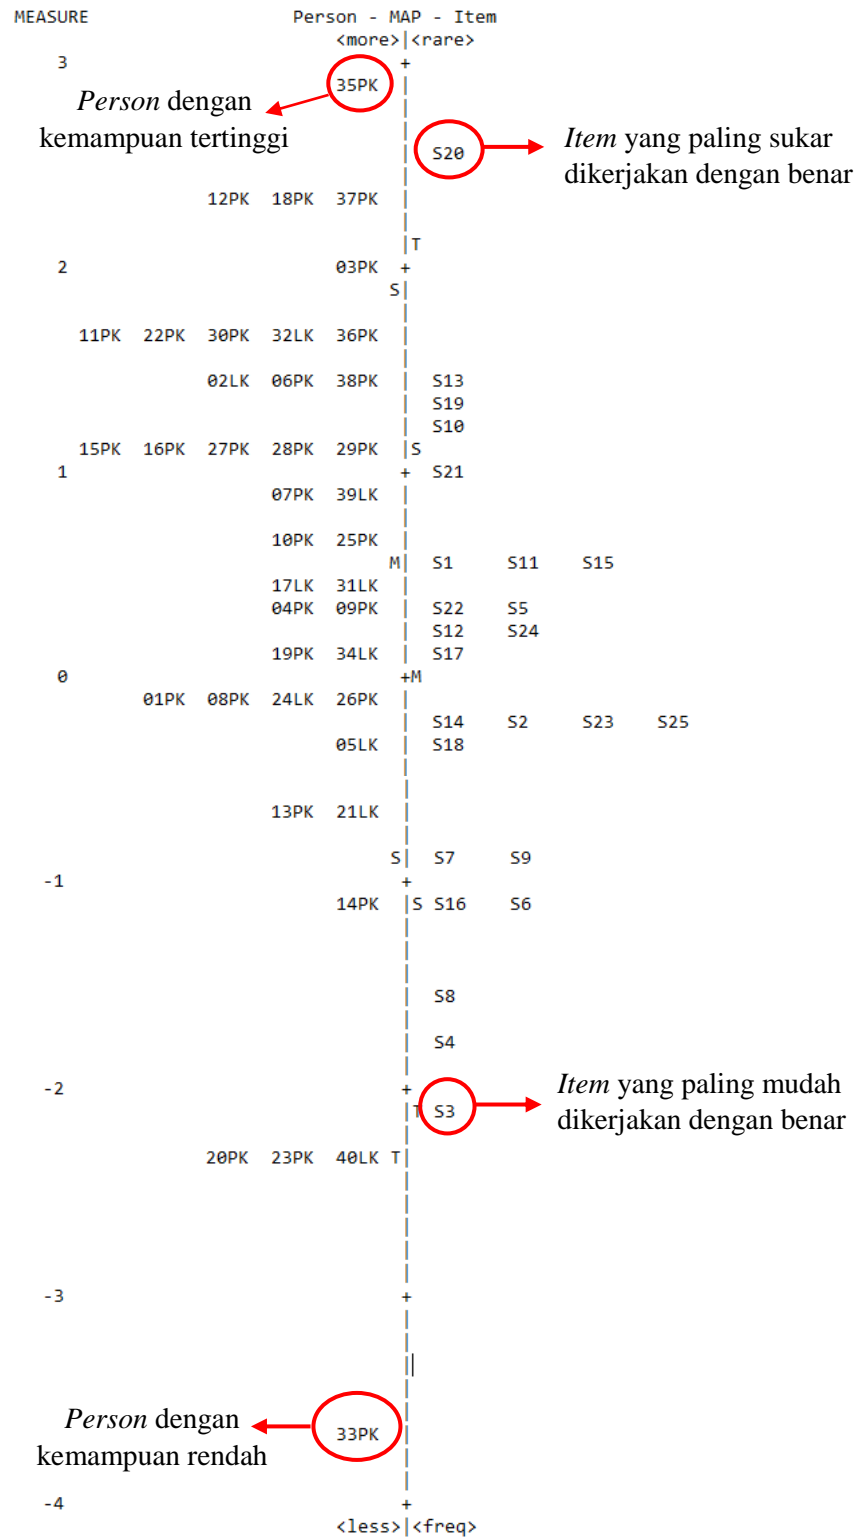 MEASURE Person - MAP - Item
<more>|<rare>
3 +
35PK |
Person dengan
kemampuan tertinggi
| S20
Item yang paling sukar
dikerjakan dengan benar
12PK 18PK 37PK |
|T
2 03PK +
S|
11PK 22PK 30PK 32LK 36PK |
02LK 06PK 38PK | S13
| S19
| S10
15PK 16PK 27PK 28PK 29PK |S
1 + S21
07PK 39LK |
10PK 25PK |
M| S1 S11 S15
17LK 31LK |
04PK 09PK | S22 S5
| S12 S24
19PK 34LK | S17
0 +M
01PK 08PK 24LK 26PK |
| S14 S2 S23 S25
05LK | S18
13PK 21LK |
S| S7 S9
-1 +
14PK |S S16 S6
| S8
| S4
-2 +
|T S3
Item yang paling mudah
dikerjakan dengan benar
20PK 23PK 40LK T|
-3 +
Person dengan
kemampuan rendah
33PK |
-4 +
<less>|<freq>